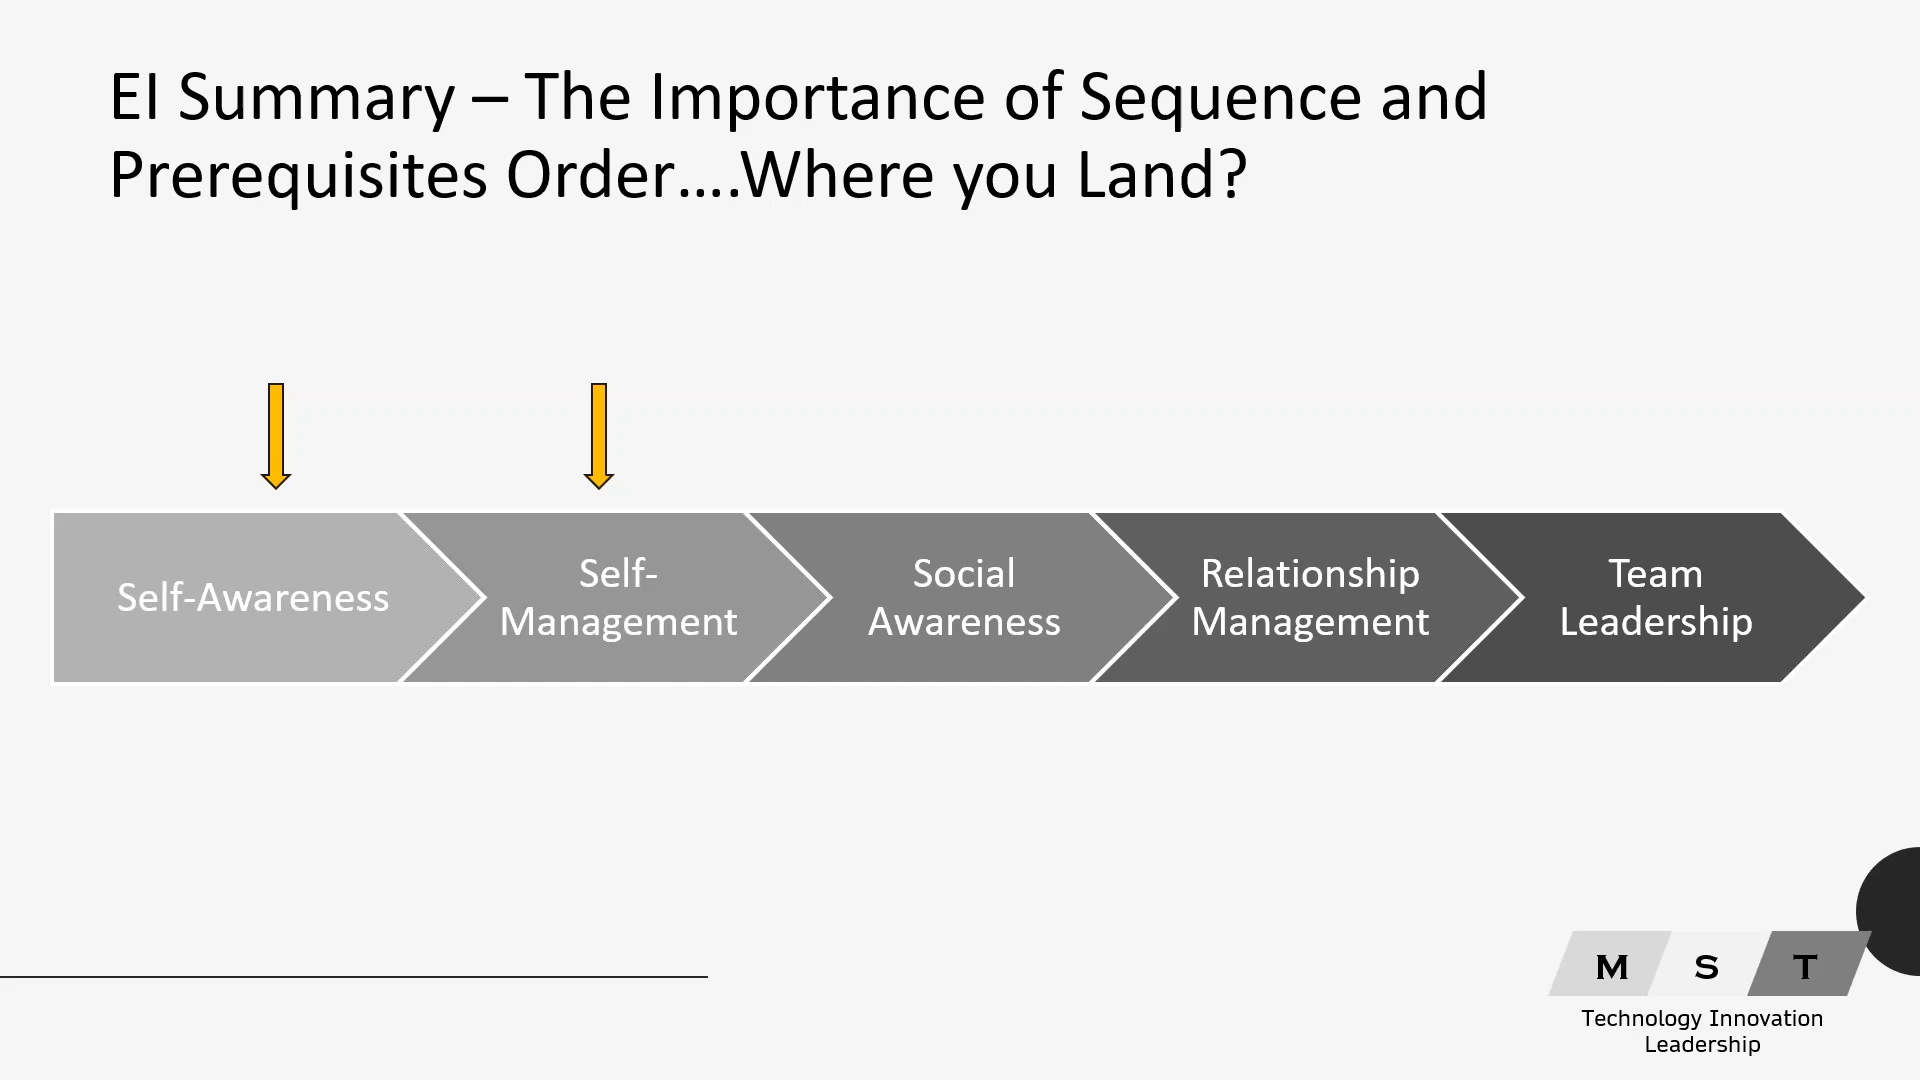 EI Summary – The Importance of Sequence and
Prerequisites Order....Where you Land?
Self-Awareness
Self-
Management
Social
Awareness
Relationship
Management
Team
Leadership
M S T
Technology Innovation
Leadership